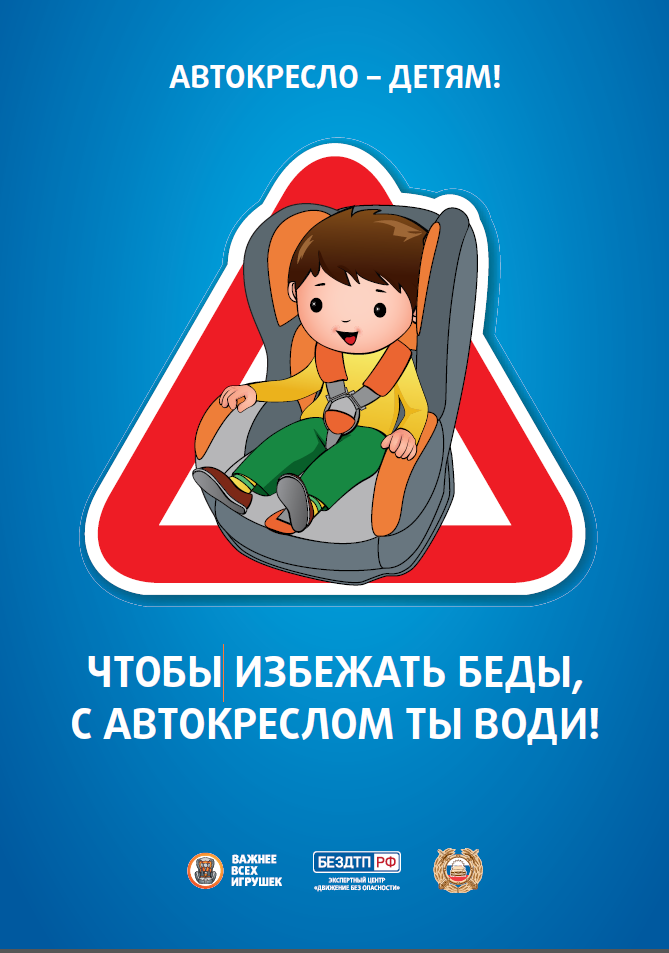 АВТОКРЕСЛО – ДЕТЯМ!
ЧТОБЫ ИЗБЕЖАТЬ БЕДЫ,
С АВТОКРЕСЛОМ ТЫ ВОДИ!
ВАЖНЕЕ
ВСЕХ
ИГРУШЕК
БЕЗДТП РФ
ЭКСПЕРТНЫЙ ЦЕНТР
«ДВИЖЕНИЕ БЕЗ ОПАСНОСТИ»